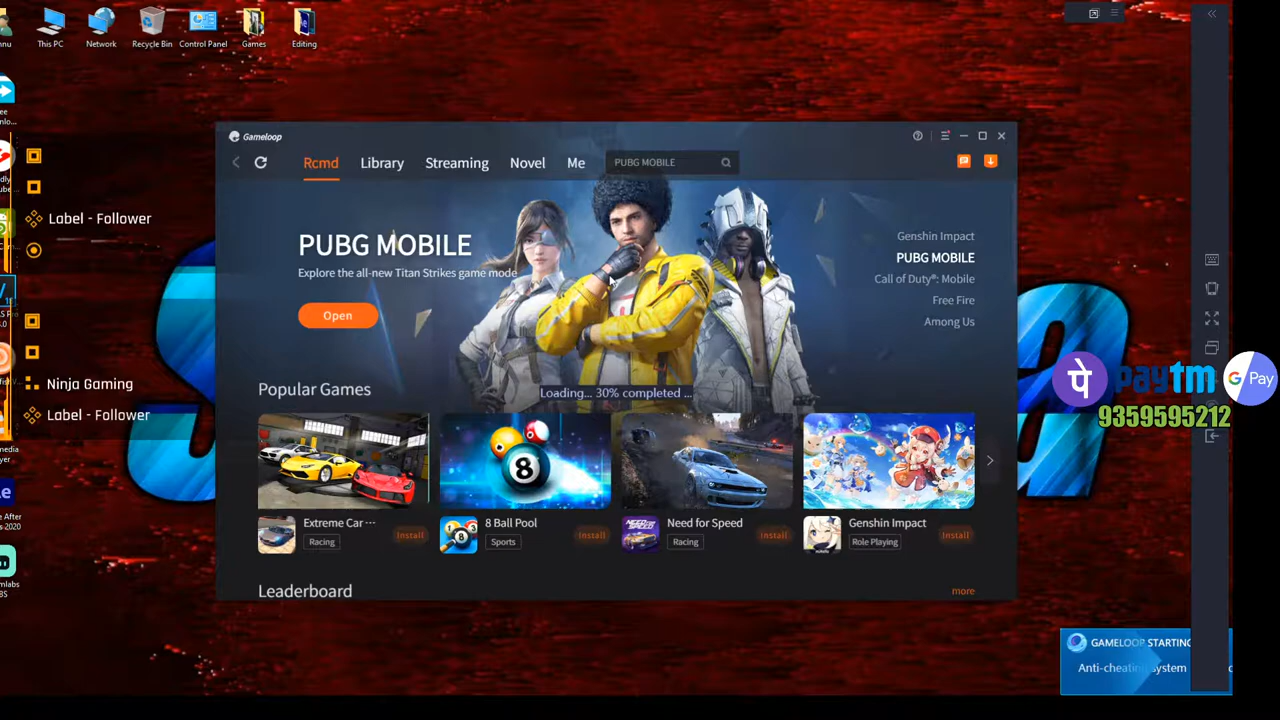 This PC
Network
Recycle Bin
Control Panel
Games
Editing
Label - Follower
Ninja Gaming
Label - Follower
Gameloop
Rcmd
Library
Streaming
Novel
Me
PUBG MOBILE
PUBG MOBILE
Explore the all-new Titan Strikes game mode
Open
Genshin Impact
PUBG MOBILE
Call of Duty®: Mobile
Free Fire
Among Us
Popular Games
Loading... 30% completed ...
Extreme Car ···
Racing
Install
8 Ball Pool
Sports
Install
Need for Speed
Racing
Install
Genshin Impact
Role Playing
Install
Leaderboard
more
पे
paytm
G Pay
9359595212
GAMELOOP STARTING
Anti-cheating system